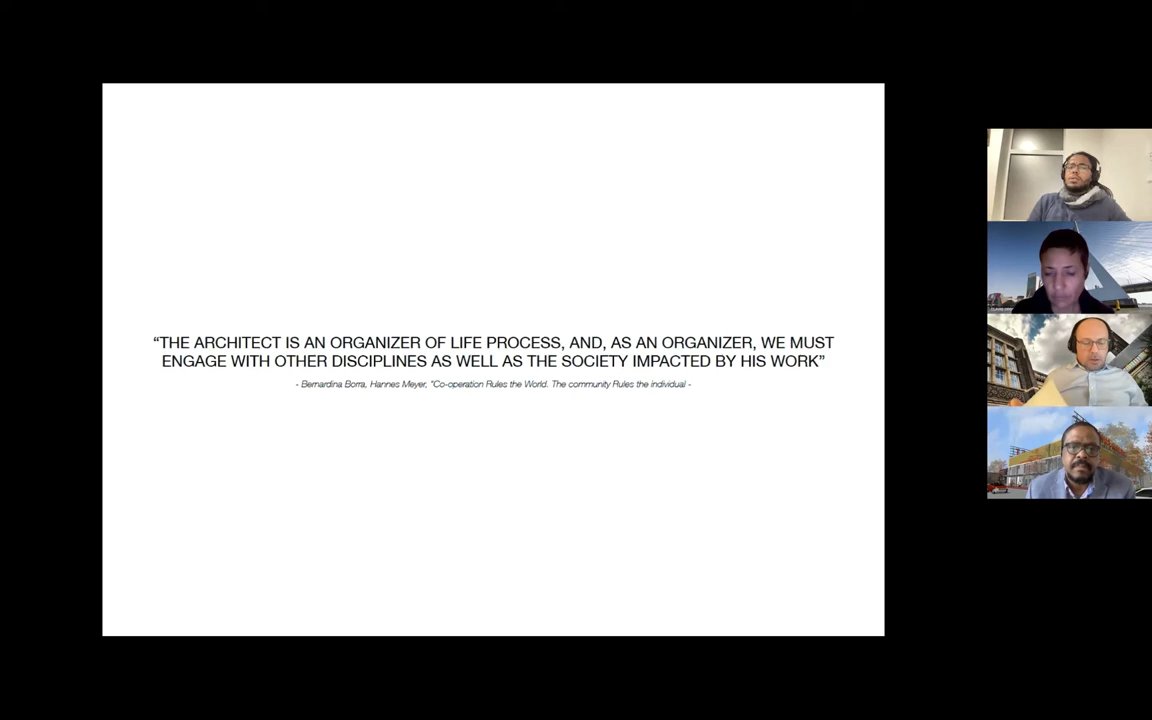 “THE ARCHITECT IS AN ORGANIZER OF LIFE PROCESS, AND, AS AN ORGANIZER, WE MUST
ENGAGE WITH OTHER DISCIPLINES AS WELL AS THE SOCIETY IMPACTED BY HIS WORK”
- Bernardina Borra, Hannes Meyer, “Co-operation Rules the World. The community Rules the individual -